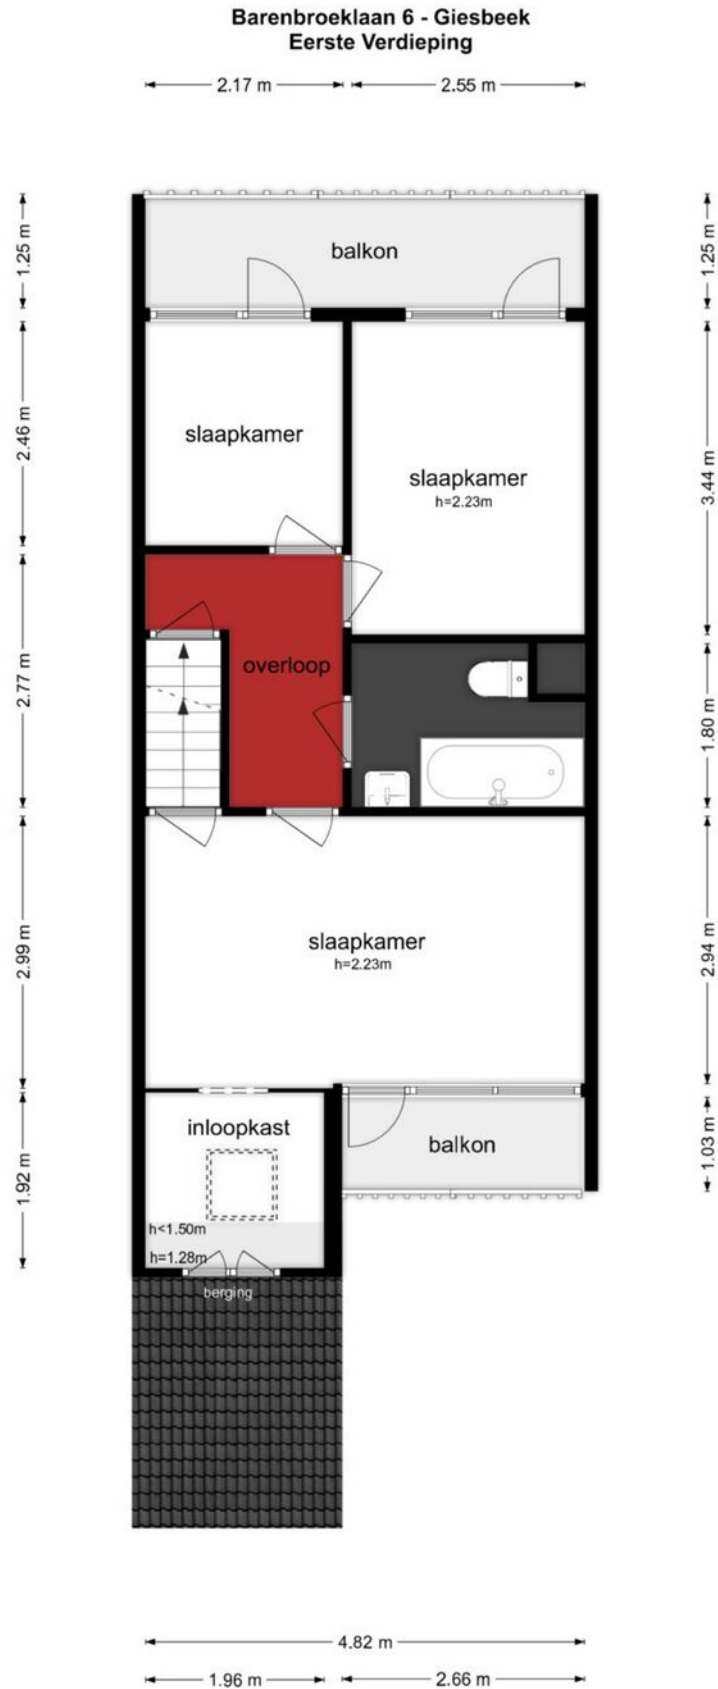 Barenbroeklaan 6 - Giesbeek
Eerste Verdieping
2.17 m
2.55 m
1.25 m
1.25 m
balkon
2.46 m
slaapkamer
3.44 m
slaapkamer
h=2.23m
2.77 m
overloop
1.80 m
2.99 m
slaapkamer
h=2.23m
2.94 m
1.92 m
inloopkast
balkon
1.03 m
h<1.50m
h=1.28m
berging
4.82 m
1.96 m
2.66 m